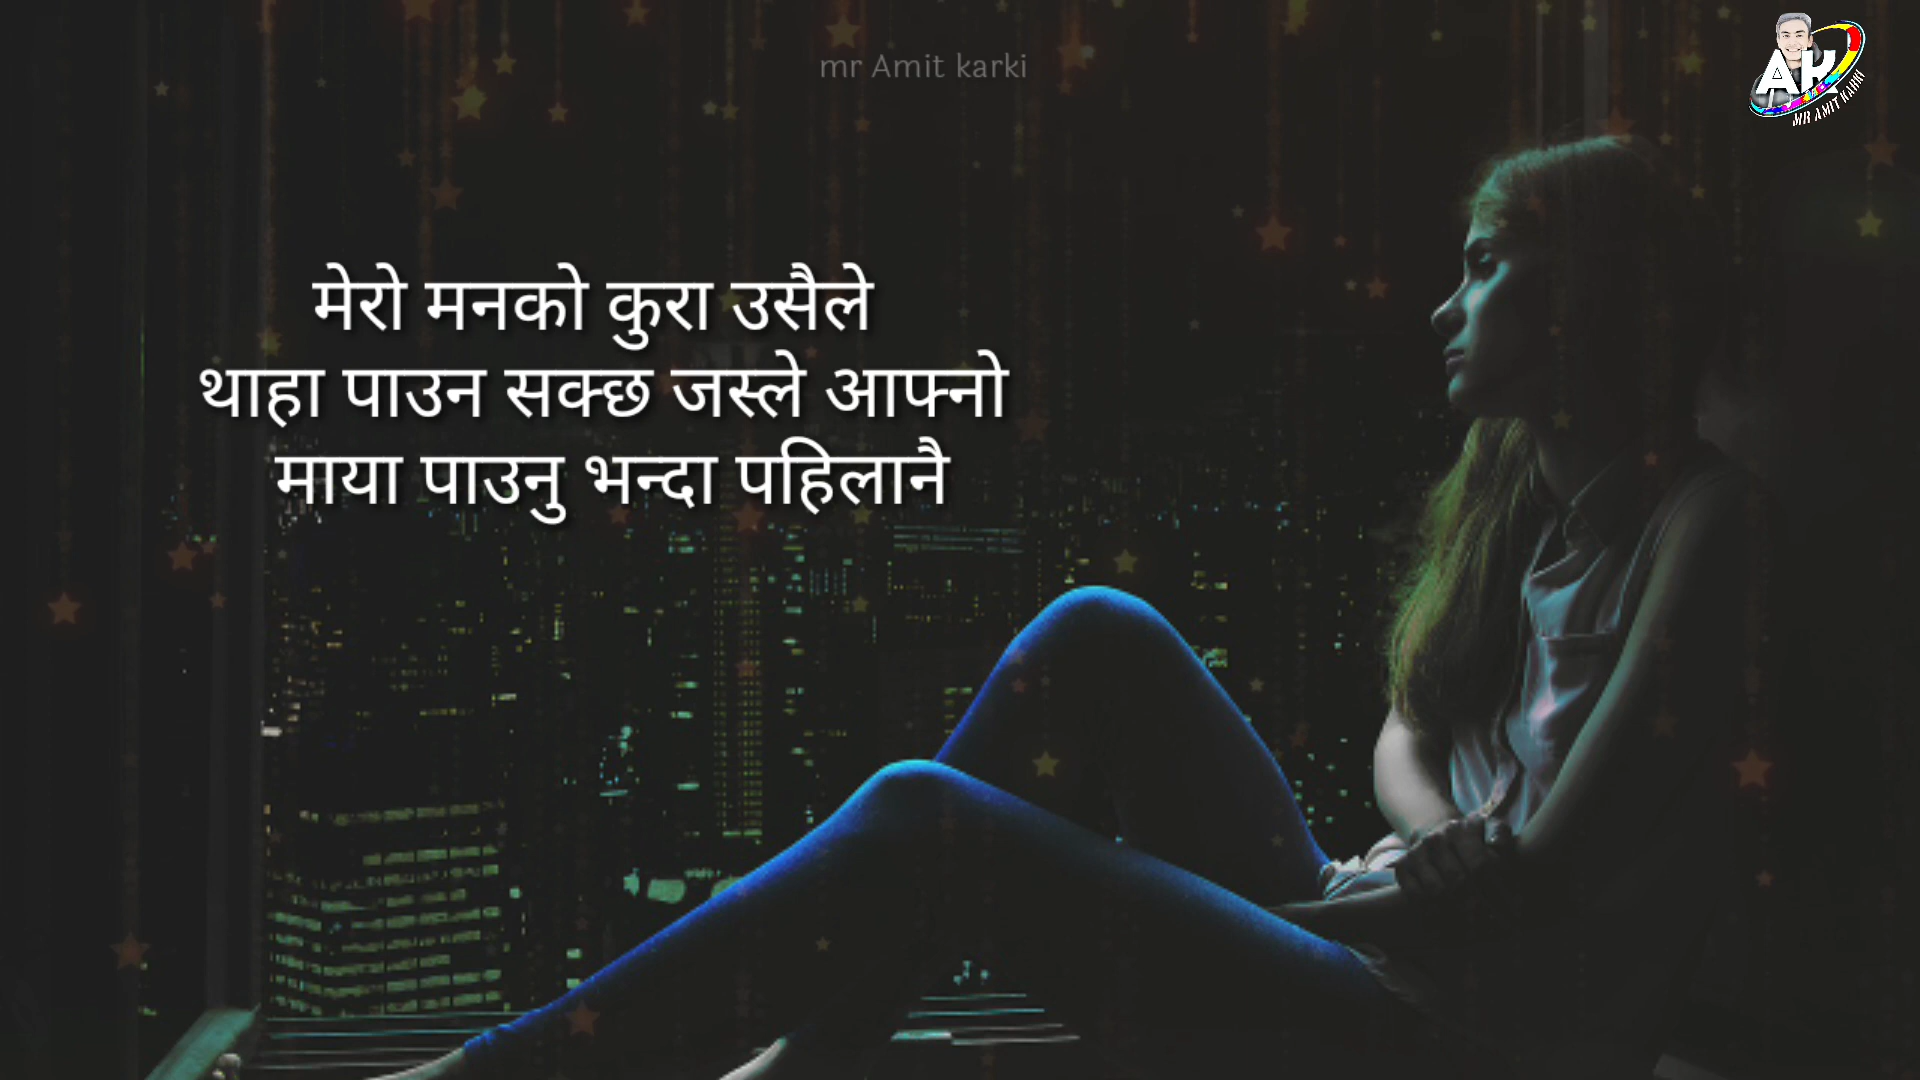 mr Amit karki
AK
MR AMIT KARKI
मेरो मनको कुरा उसैले
थाहा पाउन सक्छ जस्ले आफ्नो
माया पाउनु भन्दा पहिलानै